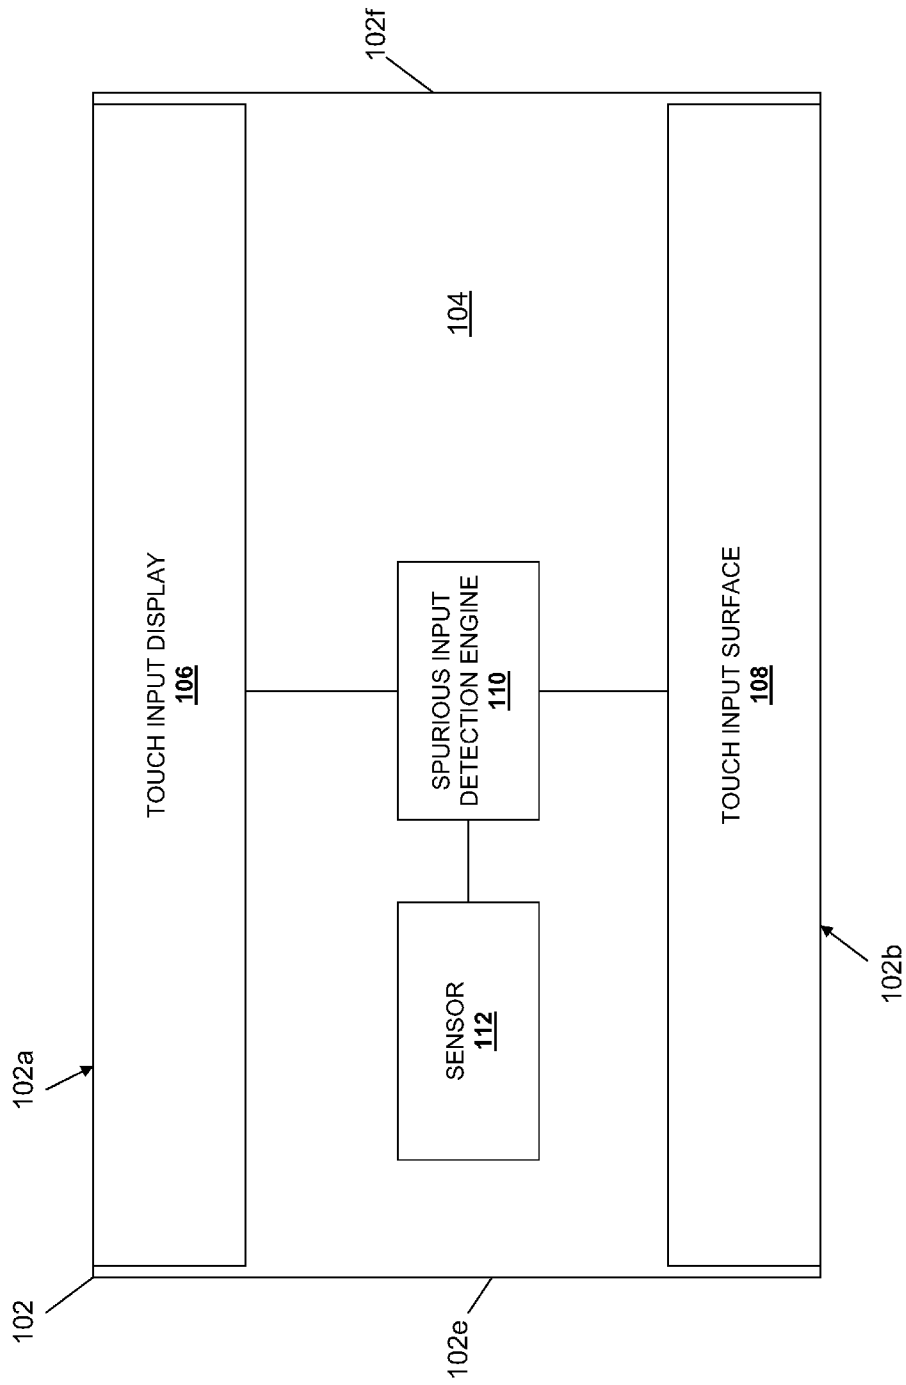 102
102a
102f
TOUCH INPUT DISPLAY
106
104
SENSOR
112
SPURIOUS INPUT
DETECTION ENGINE
110
TOUCH INPUT SURFACE
108
102e
102b